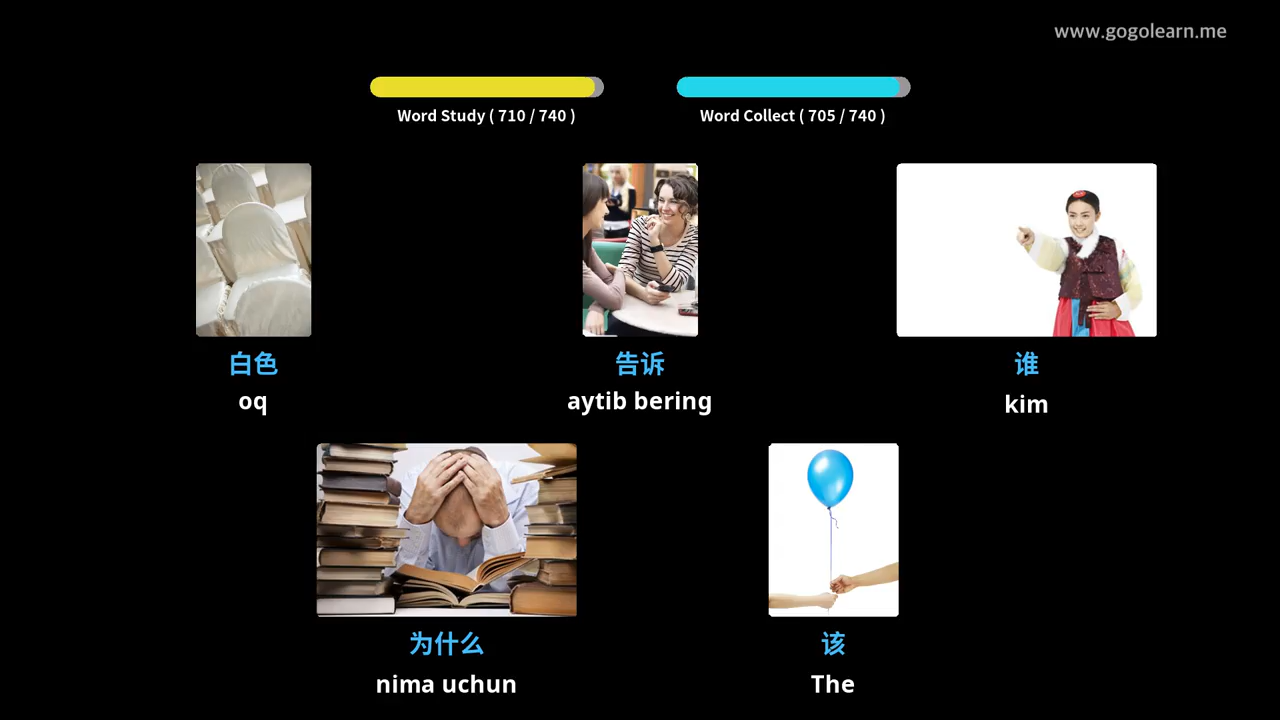 www.gogolearn.me
Word Study ( 710 / 740 )
Word Collect ( 705 / 740 )
白色
告诉
谁
oq
aytib bering
kim
为什么
该
nima uchun
The